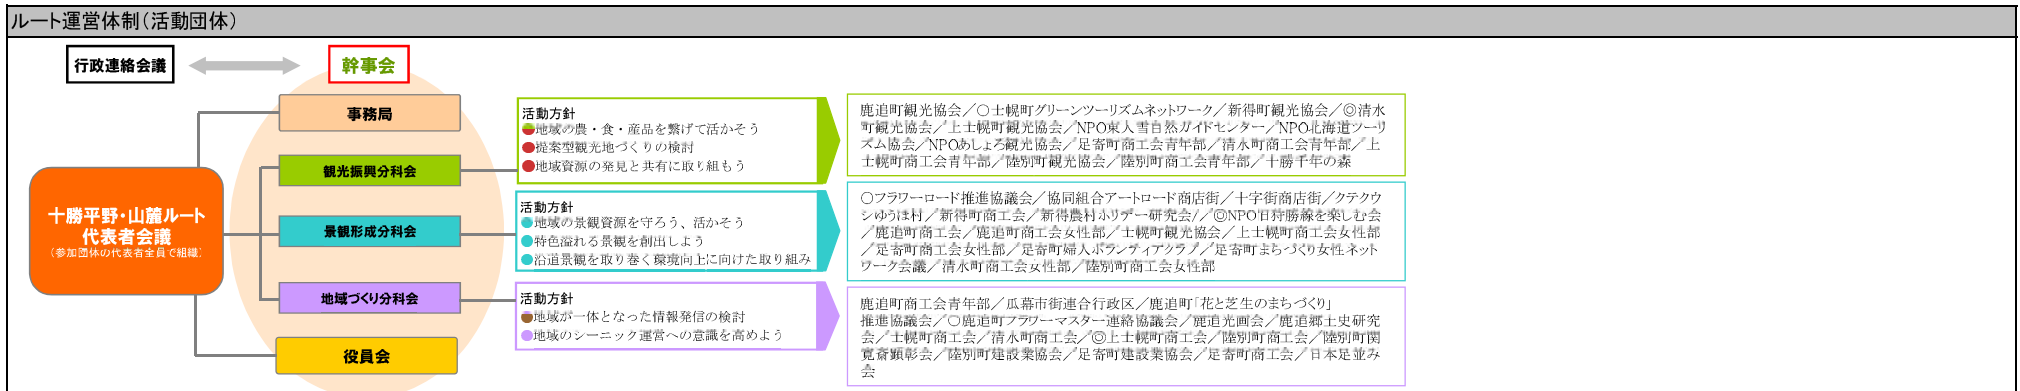 ルート運営体制（活動団体）
行政連絡会議
幹事会
事務局
観光振興分科会
景観形成分科会
地域づくり分科会
役員会
十勝平野・山麓ルート
代表者会議
（参加団体の代表者全員で組織）
活動方針
●地域の農・食・産品を繋げて活かそう
●提案型観光地づくりの検討
●地域資源の発見と共有に取り組もう
鹿追町観光協会／○士幌町グリーンツーリズムネットワーク／新得町観光協会／◎清水
町観光協会／上士幌町観光協会／NPO東大雪自然ガイドセンター／NPO北海道ツーリ
ズム協会／NPOあしょろ観光協会／足寄町商工会青年部／清水町商工会青年部／上
士幌町商工会青年部／陸別町観光協会／陸別町商工会青年部／十勝千年の森
活動方針
●地域の景観資源を守ろう、活かそう
●特色溢れる景観を創出しよう
●沿道景観を取り巻く環境向上に向けた取り組み
○フラワーロード推進協議会／協同組合アートロード商店街／十字街商店街／クテクウ
シゆうほ村／新得町商工会／新得農村ホリデー研究会／／◎NPO日狩勝線を楽しむ会
／鹿追町商工会／鹿追町商工会女性部／士幌町観光協会／上士幌町商工会女性部
／足寄町商工会女性部／足寄町婦人ボランティアクラブ／足寄町まちづくり女性ネット
ワーク会議／清水町商工会女性部／陸別町商工会女性部
活動方針
●地域が一体となった情報発信の検討
●地域のシーニック運営への意識を高めよう
鹿追町商工会青年部／瓜幕市街連合行政区／鹿追町「花と芝生のまちづくり」
推進協議会／○鹿追町フラワーマスター連絡協議会／鹿追光画会／鹿追郷土史研究
会／士幌町商工会／清水町商工会／◎上士幌町商工会／陸別町商工会／陸別町関
寛斎顕彰会／陸別町建設業協会／足寄町建設業協会／足寄町商工会／日本足並み
会